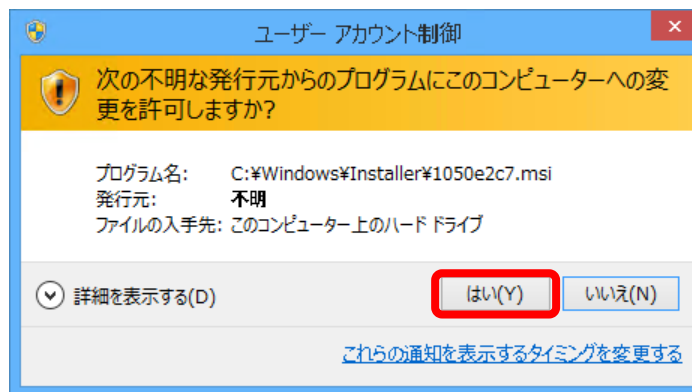 ユーザー アカウント制御
次の不明な発行元からのプログラムにこのコンピューターへの変
更を許可しますか?
プログラム名: C:¥Windows¥Installer¥1050e2c7.msi
発行元: 不明
ファイルの入手先: このコンピューター上のハード ドライブ
詳細を表示する(D)
はい(Y) いいえ(N)
これらの通知を表示するタイミングを変更する